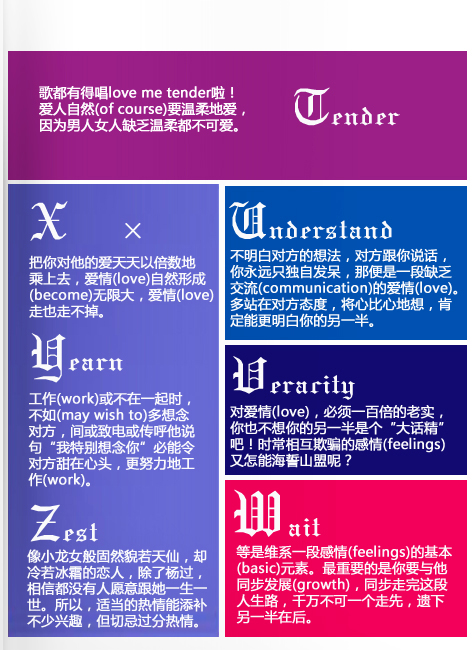 歌都有得唱love me tender啦！
爱人自然(of course)要温柔地爱，
因为男人女人缺乏温柔都不可爱。
Tender
Understand
不明白对方的想法，对方跟你说话，
你永远只独自发呆，那便是一段缺乏
交流(communication)的爱情(love)。
多站在对方态度，将心比心地想，肯
定能更明白你的另一半。
Veracity
对爱情(love)，必须一百倍的老实，
你也不想你的另一半是个“大话精”
吧！时常相互欺骗的感情(feelings)
又怎能海誓山盟呢？
Wait
等是维系一段感情(feelings)的基本
(basic)元素。最重要的是你要与他
同步发展(growth)，同步走完这段
人生路，千万不可一个走先，遗下
另一半在后。
X ×
把你对他的爱天天以倍数地
乘上去，爱情(love)自然形成
(become)无限大，爱情(love)
走也走不掉。
Yearn
工作(work)或不在一起时，
不如(may wish to)多想念
对方，间或致电或传呼他说
句“我特别想念你”必能令
对方甜在心头，更努力地工
作(work)。
Zest
像小龙女般固然貌若天仙，却
冷若冰霜的恋人，除了杨过，
相信都没有人愿意跟她一生一
世。所以，适当的热情能添补
不少兴趣，但切忌过分热情。